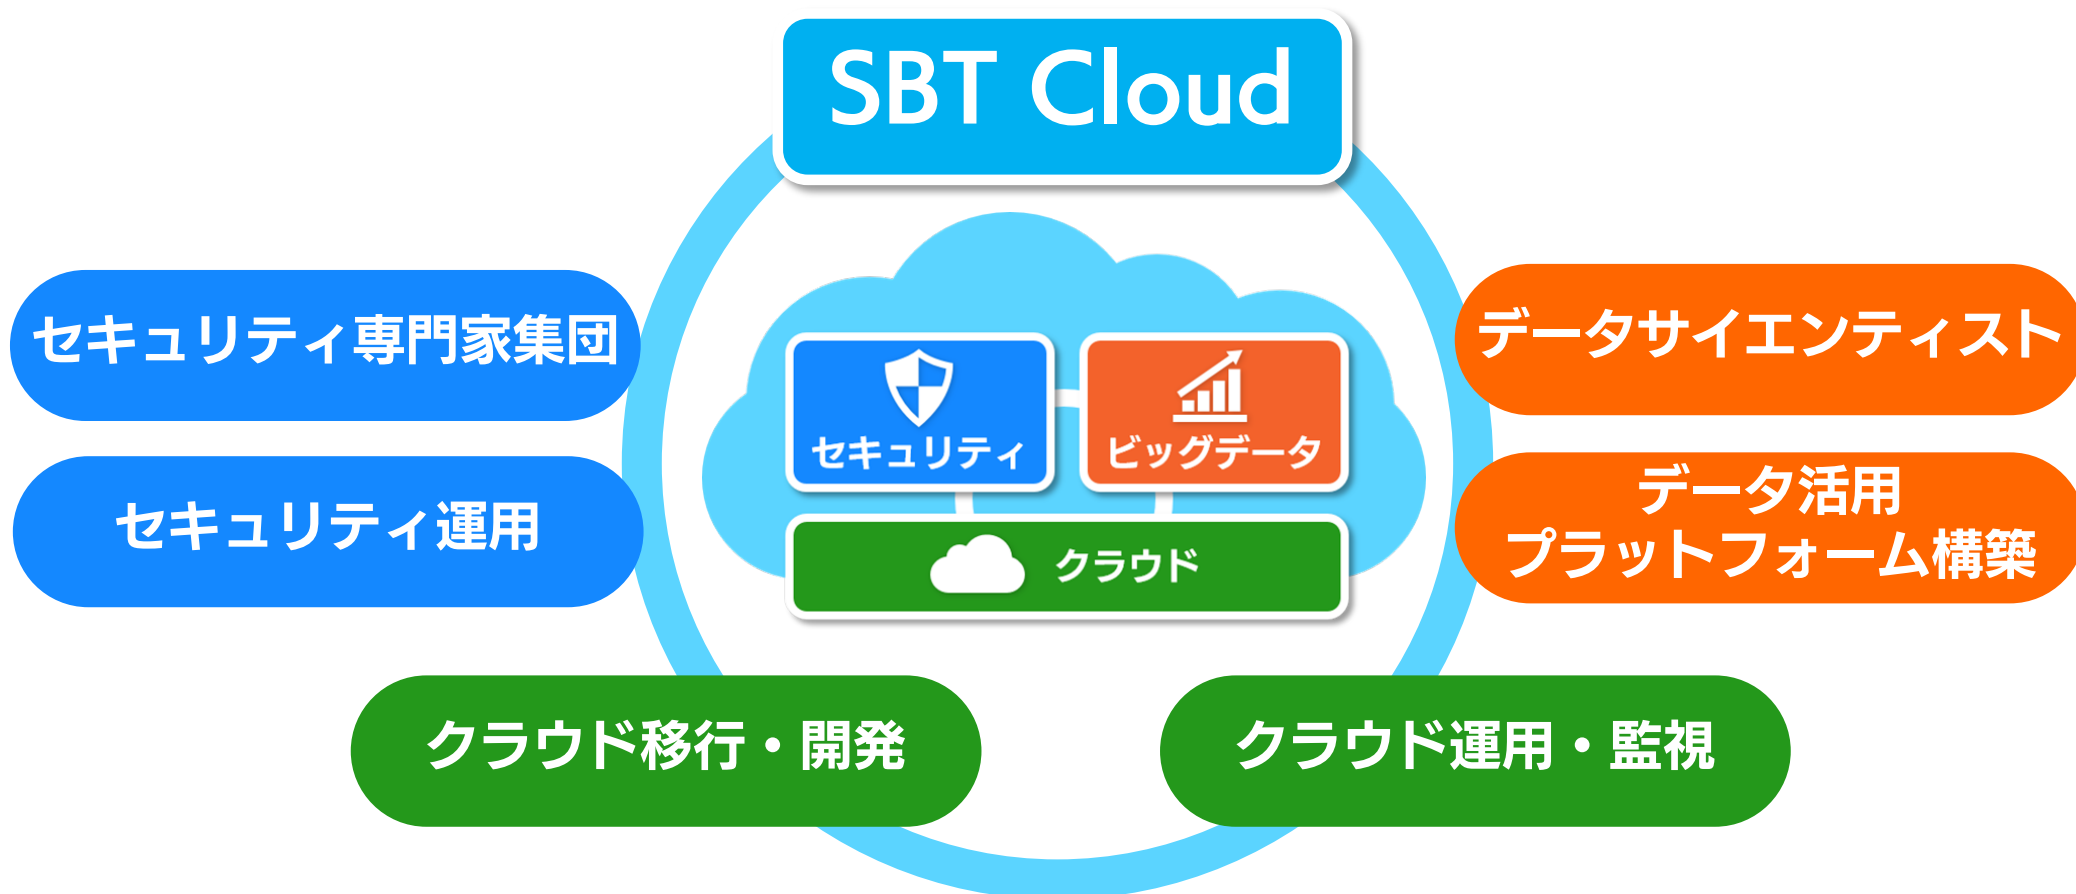 SBT Cloud
セキュリティ専門家集団
データサイエンティスト
セキュリティ
ビッグデータ
セキュリティ運用
データ活用
プラットフォーム構築
クラウド
クラウド移行・開発
クラウド運用・監視